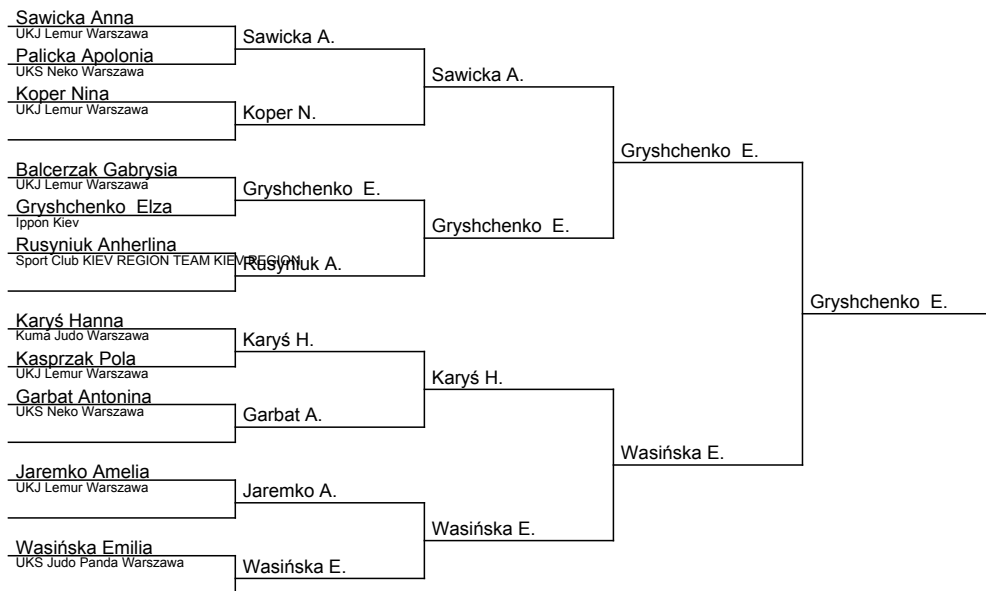 Sawicka Anna
UKJ Lemur Warszawa
Sawicka A.
Palicka Apolonia
UKS Neko Warszawa
Sawicka A.
Koper Nina
UKJ Lemur Warszawa
Koper N.
Gryshchenko E.
Balcerzak Gabrysia
UKJ Lemur Warszawa
Gryshchenko E.
Gryshchenko Elza
Ippon Kiev
Gryshchenko E.
Rusyniuk Anherlina
Sport Club KIEV REGION TEAM KIEV REGION
Rusyniuk A.
Gryshchenko E.
Karyś Hanna
Kuma Judo Warszawa
Karyś H.
Kasprzak Pola
UKJ Lemur Warszawa
Karyś H.
Garbat Antonina
UKS Neko Warszawa
Garbat A.
Wasińska E.
Jaremko Amelia
UKJ Lemur Warszawa
Jaremko A.
Wasińska E.
Wasińska Emilia
UKS Judo Panda Warszawa
Wasińska E.